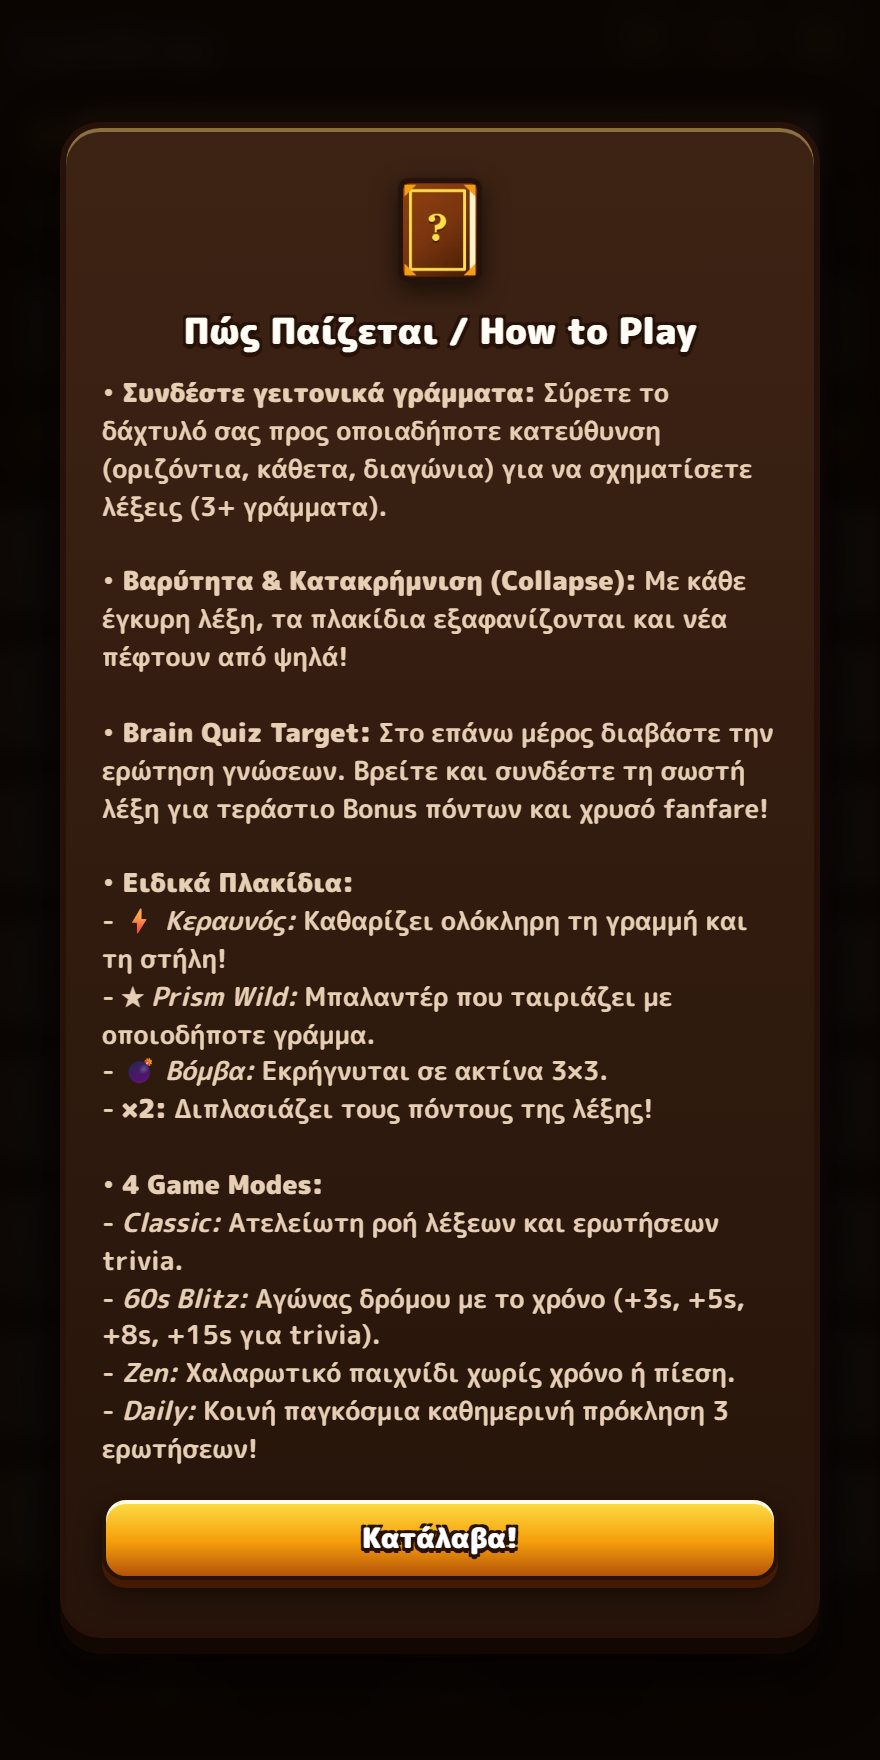 ?
Πώς Παίζεται / How to Play
• Συνδέστε γειτονικά γράμματα: Σύρετε το
δάχτυλό σας προς οποιαδήποτε κατεύθυνση
(οριζόντια, κάθετα, διαγώνια) για να σχηματίσετε
λέξεις (3+ γράμματα).
• Βαρύτητα & Κατακρήμνιση (Collapse): Με κάθε
έγκυρη λέξη, τα πλακίδια εξαφανίζονται και νέα
πέφτουν από ψηλά!
• Brain Quiz Target: Στο επάνω μέρος διαβάστε την
ερώτηση γνώσεων. Βρείτε και συνδέστε τη σωστή
λέξη για τεράστιο Bonus πόντων και χρυσό fanfare!
• Ειδικά Πλακίδια:
- ⚡ Κεραυνός: Καθαρίζει ολόκληρη τη γραμμή και
τη στήλη!
- ★ Prism Wild: Μπαλαντέρ που ταιριάζει με
οποιοδήποτε γράμμα.
- 💣 Βόμβα: Εκρήγνυται σε ακτίνα 3×3.
- ×2: Διπλασιάζει τους πόντους της λέξης!
• 4 Game Modes:
- Classic: Ατελείωτη ροή λέξεων και ερωτήσεων
trivia.
- 60s Blitz: Αγώνας δρόμου με το χρόνο (+3s, +5s,
+8s, +15s για trivia).
- Zen: Χαλαρωτικό παιχνίδι χωρίς χρόνο ή πίεση.
- Daily: Κοινή παγκόσμια καθημερινή πρόκληση 3
ερωτήσεων!
Κατάλαβα!